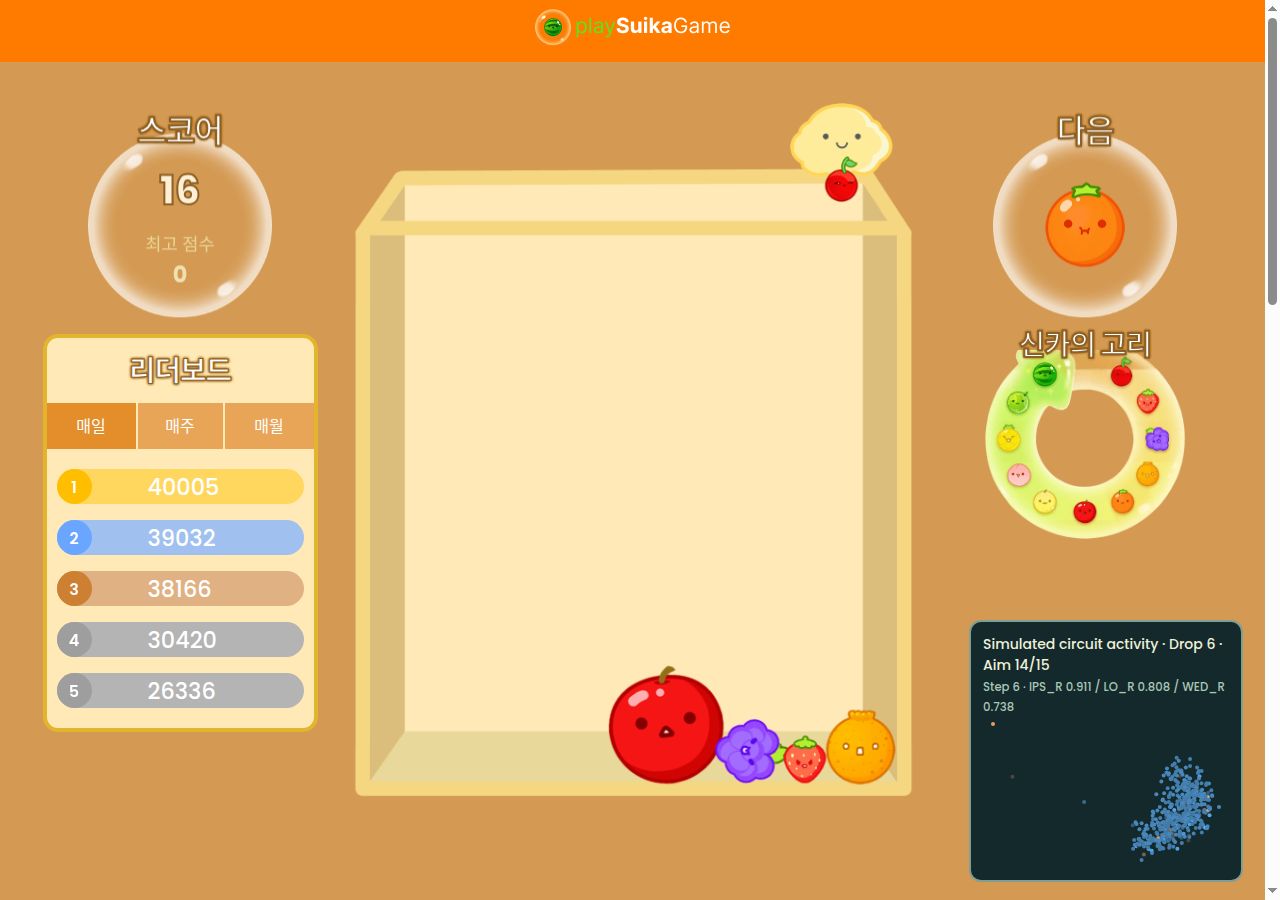 playSuikaGame
스코어
16
최고 점수
0
리더보드
매일 매주 매월
1 40005
2 39032
3 38166
4 30420
5 26336
다음
신카의 고리
Simulated circuit activity · Drop 6 ·
Aim 14/15
Step 6 · IPS_R 0.911 / LO_R 0.808 / WED_R
0.738